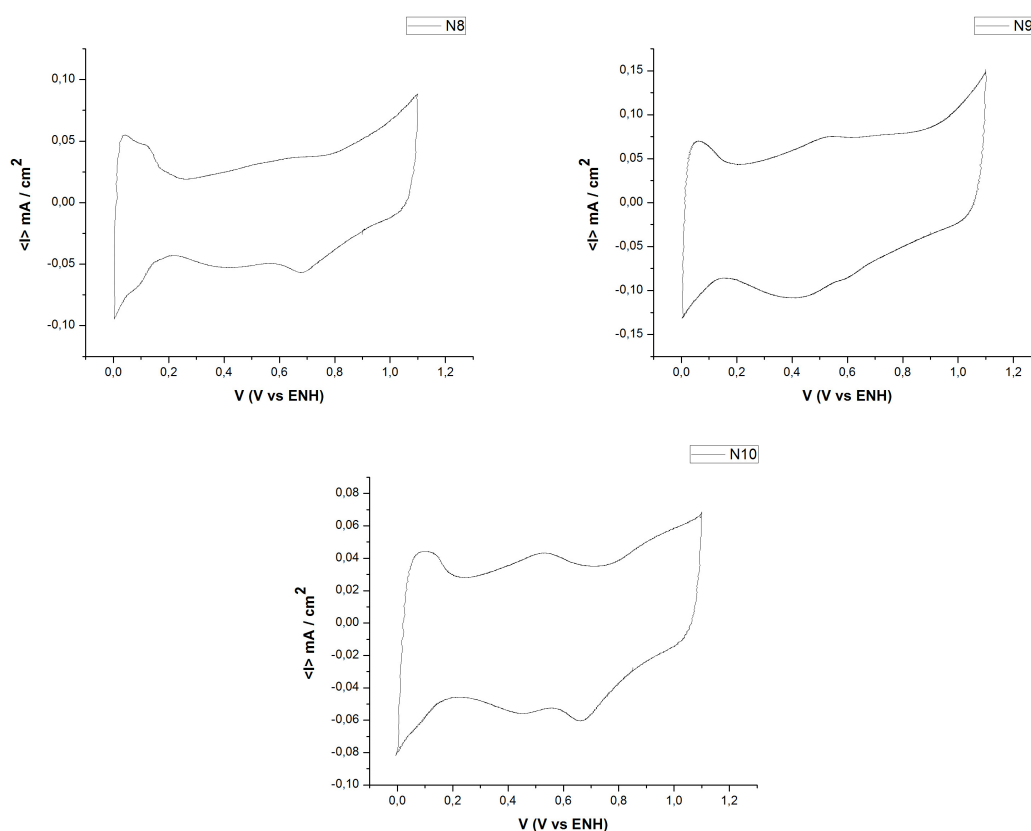 N8
0,10
0,05
0,00
-0,05
-0,10
<I> mA / cm2
0,0 0,2 0,4 0,6 0,8 1,0 1,2
V (V vs ENH)
N9
0,15
0,10
0,05
0,00
-0,05
-0,10
-0,15
<I> mA / cm2
0,0 0,2 0,4 0,6 0,8 1,0 1,2
V (V vs ENH)
N10
0,08
0,06
0,04
0,02
0,00
-0,02
-0,04
-0,06
-0,08
-0,10
<I> mA / cm2
0,0 0,2 0,4 0,6 0,8 1,0 1,2
V (V vs ENH)